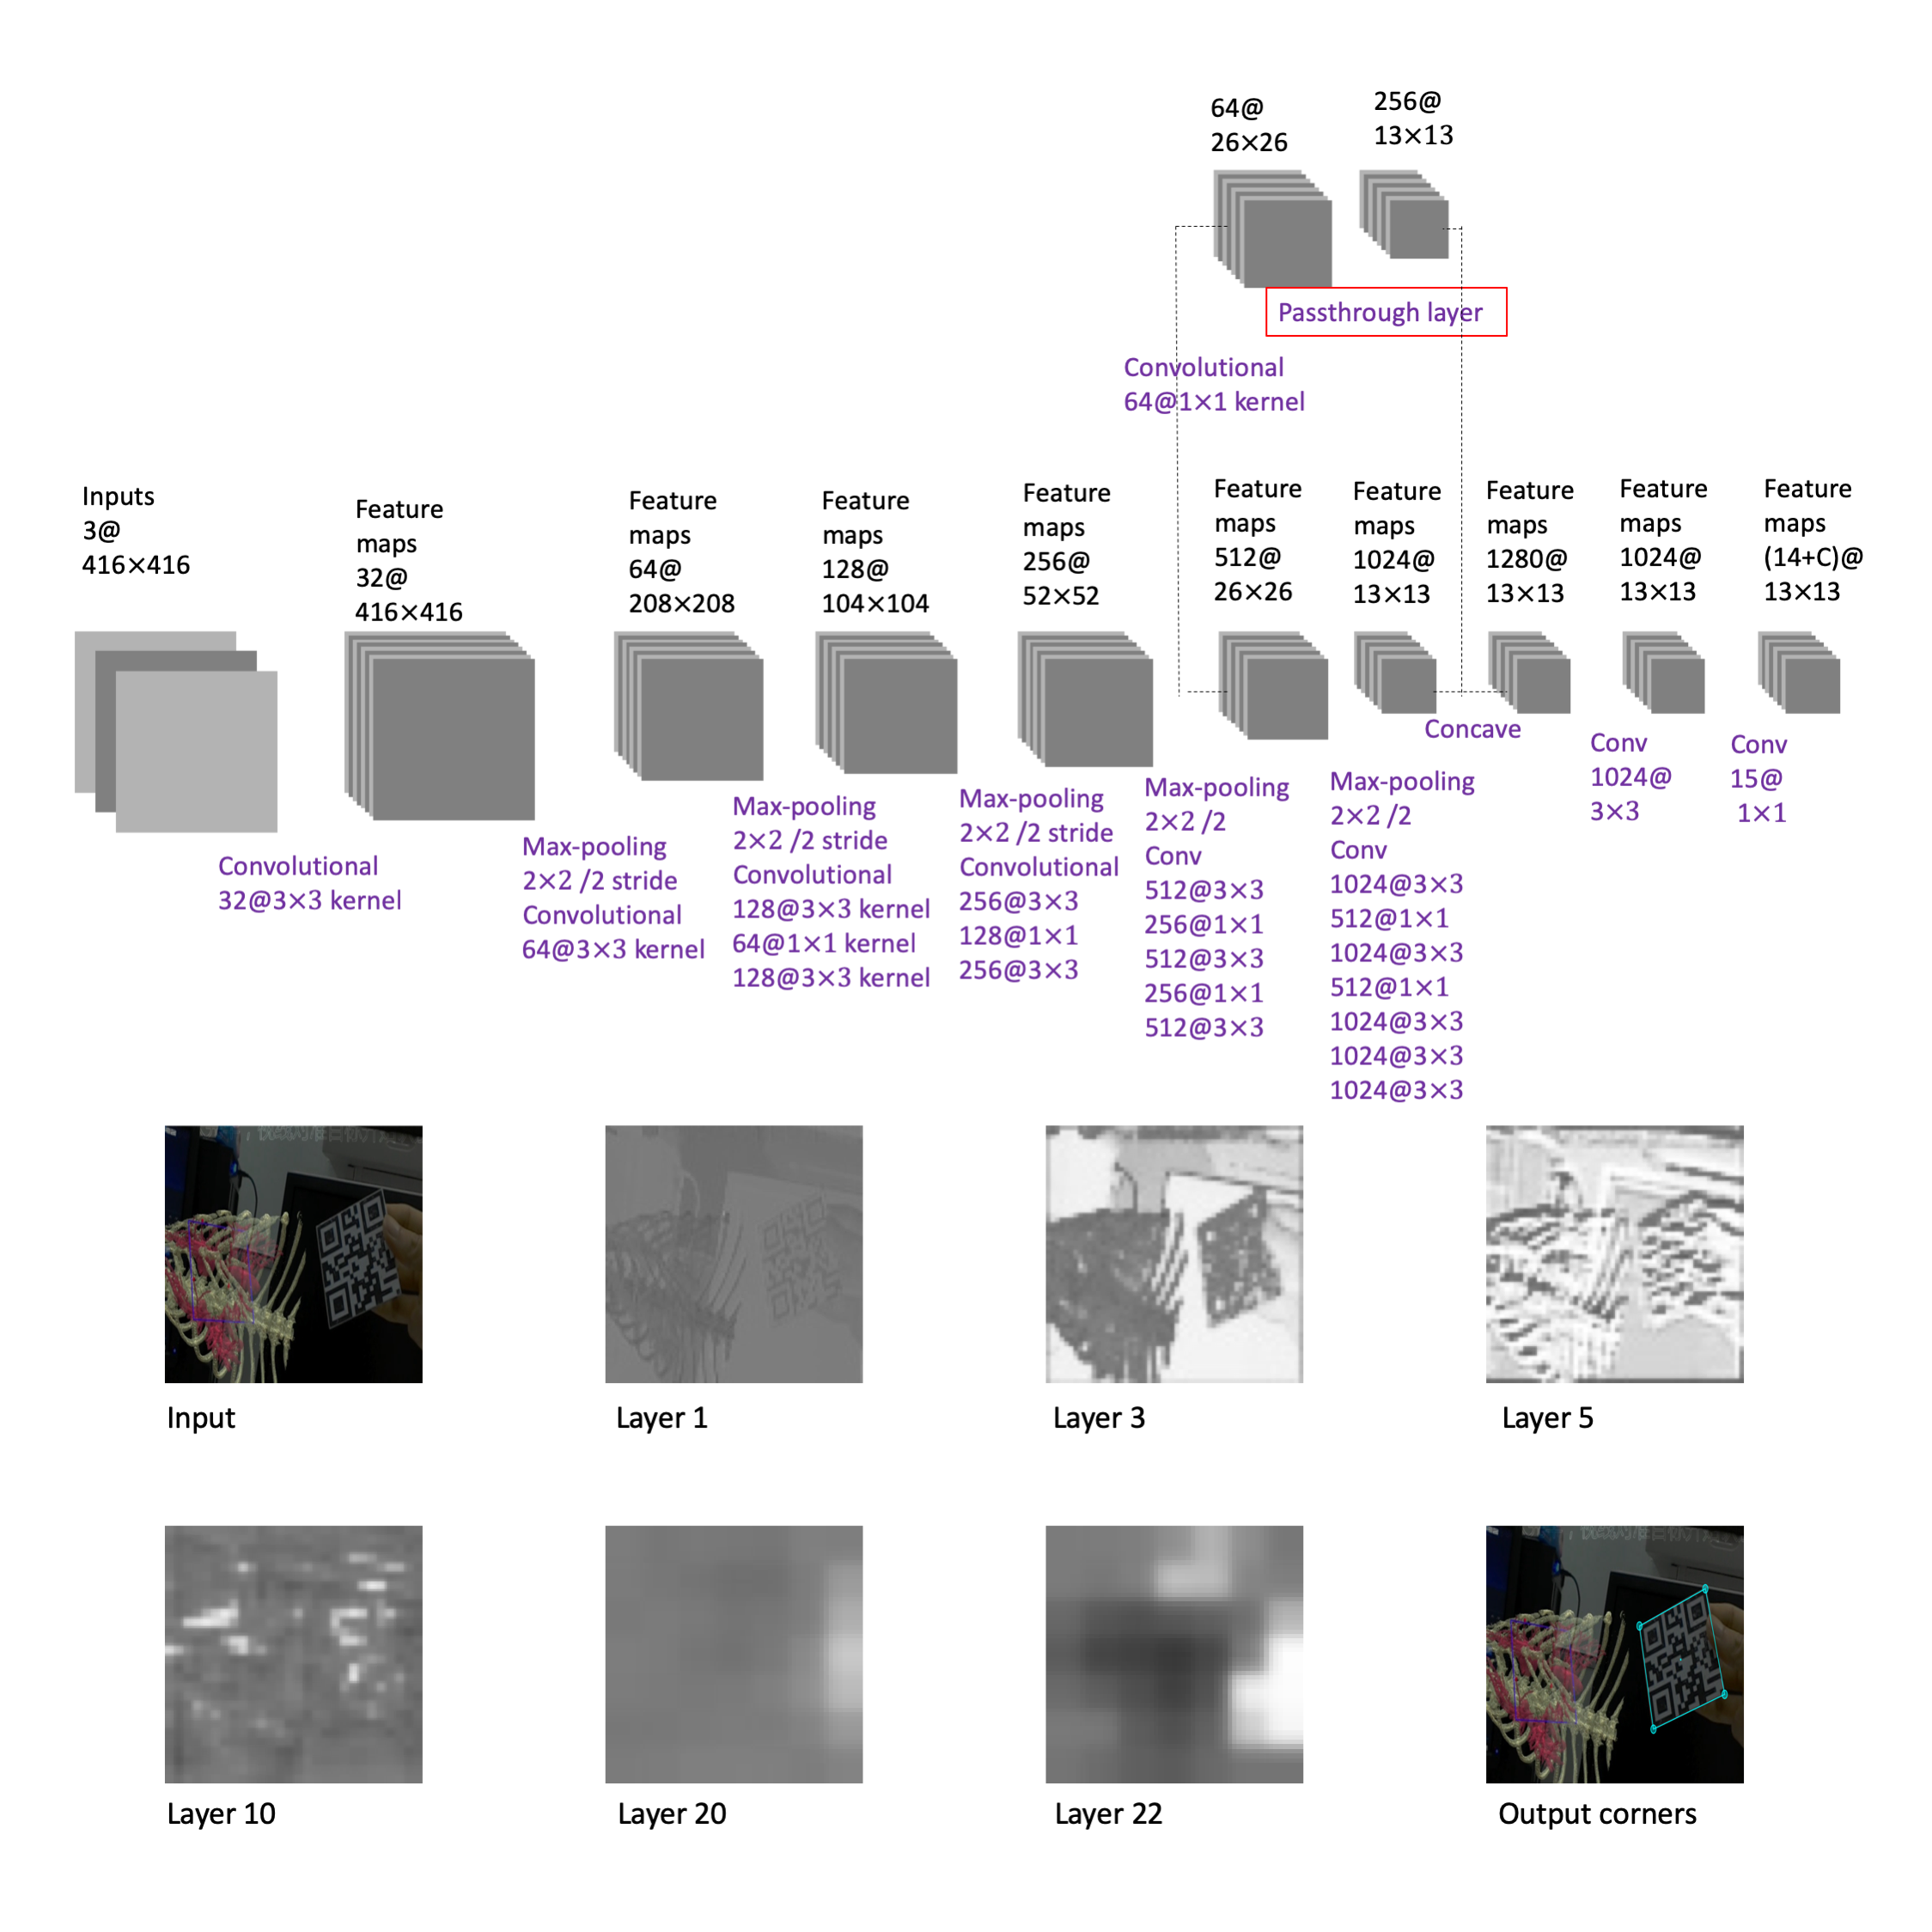 64@
26×26
256@
13×13
Passthrough layer
Convolutional
64@1×1 kernel
Inputs
3@
416×416
Feature
maps
32@
416×416
Feature
maps
64@
208×208
Feature
maps
128@
104×104
Feature
maps
256@
52×52
Feature
maps
512@
26×26
Feature
maps
1024@
13×13
Feature
maps
1280@
13×13
Feature
maps
1024@
13×13
Feature
maps
(14+C)@
13×13
Convolutional
32@3×3 kernel
Max-pooling
2×2 /2 stride
Convolutional
64@3×3 kernel
Max-pooling
2×2 /2 stride
Convolutional
128@3×3 kernel
64@1×1 kernel
128@3×3 kernel
Max-pooling
2×2 /2 stride
Convolutional
256@3×3
128@1×1
256@3×3
Max-pooling
2×2 /2
Conv
512@3×3
256@1×1
512@3×3
256@1×1
512@3×3
Max-pooling
2×2 /2
Conv
1024@3×3
512@1×1
1024@3×3
512@1×1
1024@3×3
1024@3×3
1024@3×3
Concave
Conv
1024@
3×3
Conv
15@
1×1
Input
Layer 1
Layer 3
Layer 5
Layer 10
Layer 20
Layer 22
Output corners